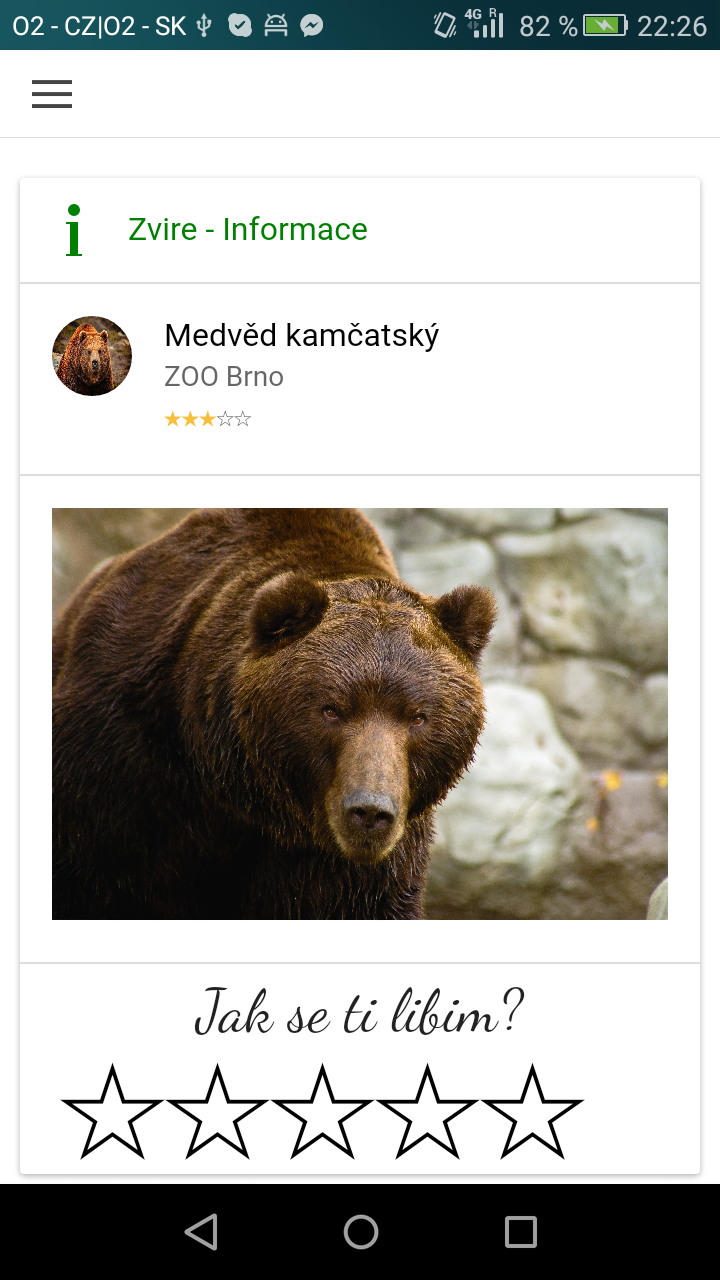 O2 - CZ|O2 - SK 4G R 82 % 22:26
Zvire - Informace
Medvěd kamčatský
ZOO Brno
Jak se ti libim?